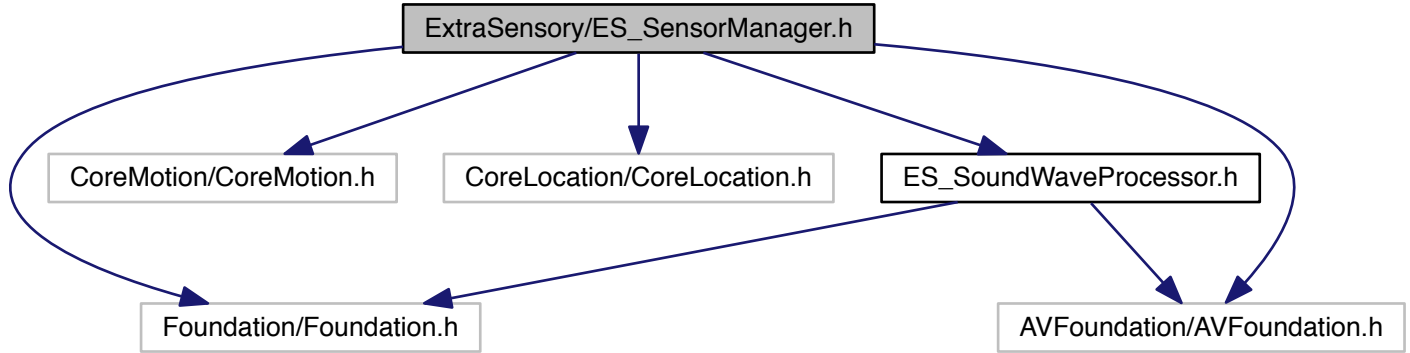 ExtraSensory/ES_SensorManager.h
CoreMotion/CoreMotion.h
CoreLocation/CoreLocation.h
ES_SoundWaveProcessor.h
Foundation/Foundation.h
AVFoundation/AVFoundation.h